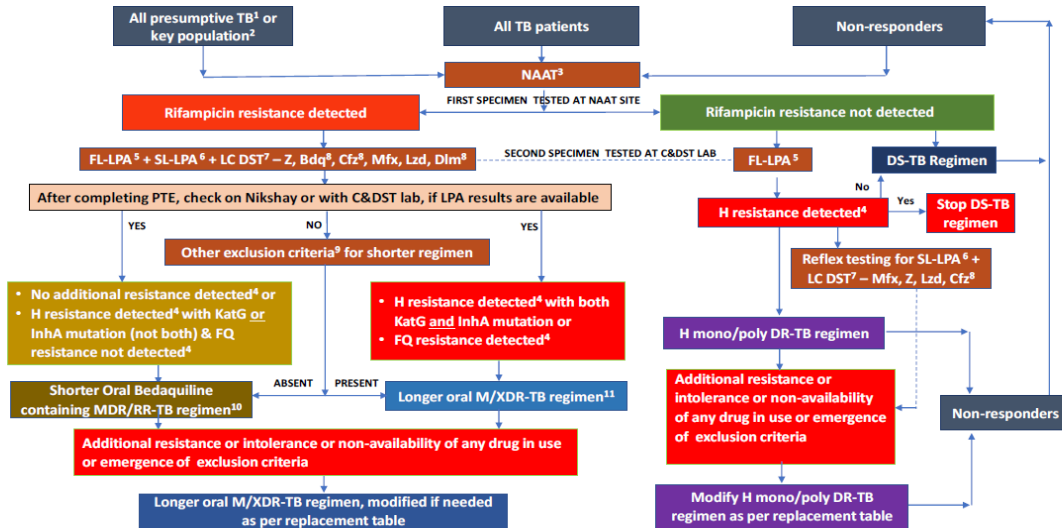 All presumptive TB¹ or
key population²
All TB patients
Non-responders
NAAT³
FIRST SPECIMEN TESTED AT NAAT SITE
Rifampicin resistance detected
Rifampicin resistance not detected
FL-LPA⁵ + SL-LPA⁶ + LC DST⁷ – Z, Bdq⁸, Cfz⁸, Mfx, Lzd, Dlm⁸
SECOND SPECIMEN TESTED AT C&DST LAB
FL-LPA⁵
DS-TB Regimen
After completing PTE, check on Nikshay or with C&DST lab, if LPA results are available
No
Yes
H resistance detected⁴
Stop DS-TB
regimen
YES
NO
YES
Other exclusion criteria⁹ for shorter regimen
Reflex testing for SL-LPA⁶ +
LC DST⁷ – Mfx, Z, Lzd, Cfz⁸
• No additional resistance detected⁴ or
• H resistance detected⁴ with KatG or
InhA mutation (not both) & FQ
resistance not detected⁴
• H resistance detected⁴ with both
KatG and InhA mutation or
• FQ resistance detected⁴
H mono/poly DR-TB regimen
ABSENT
PRESENT
Shorter Oral Bedaquiline
containing MDR/RR-TB regimen¹⁰
Longer oral M/XDR-TB regimen¹¹
Additional resistance or
intolerance or non-availability
of any drug in use or emergence
of exclusion criteria
Non-responders
Additional resistance or intolerance or non-availability of any drug in use
or emergence of exclusion criteria
Longer oral M/XDR-TB regimen, modified if needed
as per replacement table
Modify H mono/poly DR-TB
regimen as per replacement table